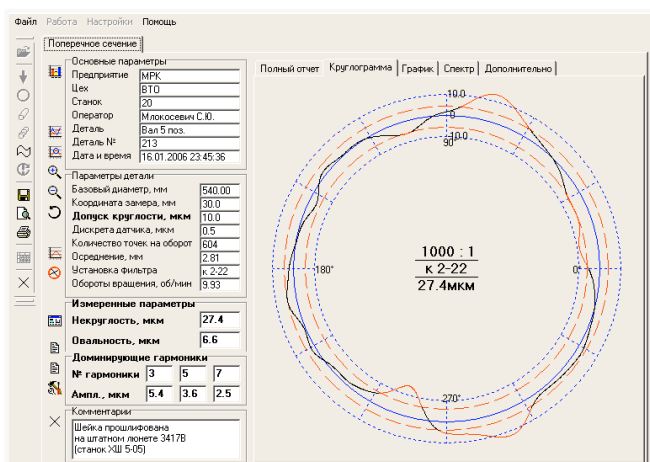 Файл Работа Настройки Помощь
Поперечное сечение
Основные параметры
Предприятие МРК
Цех ВТО
Станок 20
Оператор Млокосевич С.Ю.
Деталь Вал 5 поз.
Деталь № 213
Дата и время 16.01.2006 23:45:36
Параметры детали
Базовый диаметр, мм 540.00
Координата замера, мм 30.0
Допуск круглости, мкм 10.0
Дискрета датчика, мкм 0.5
Количество точек на оборот 604
Осреднение, мм 2.81
Установка фильтра к 2-22
Обороты вращения, об/мин 9.93
Измеренные параметры
Некруглость, мкм 27.4
Овальность, мкм 6.6
Доминирующие гармоники
№ гармоники 3 5 7
Ампл., мкм 5.4 3.6 2.5
Комментарии
Шейка прошлифована
на штатном люнете 3417В
(станок ХШ 5-05)
Полный отчет Круглограмма График Спектр Дополнительно
10.0
0
-10.0
90°
180°
0°
1000 : 1
к 2-22
27.4мкм
270°